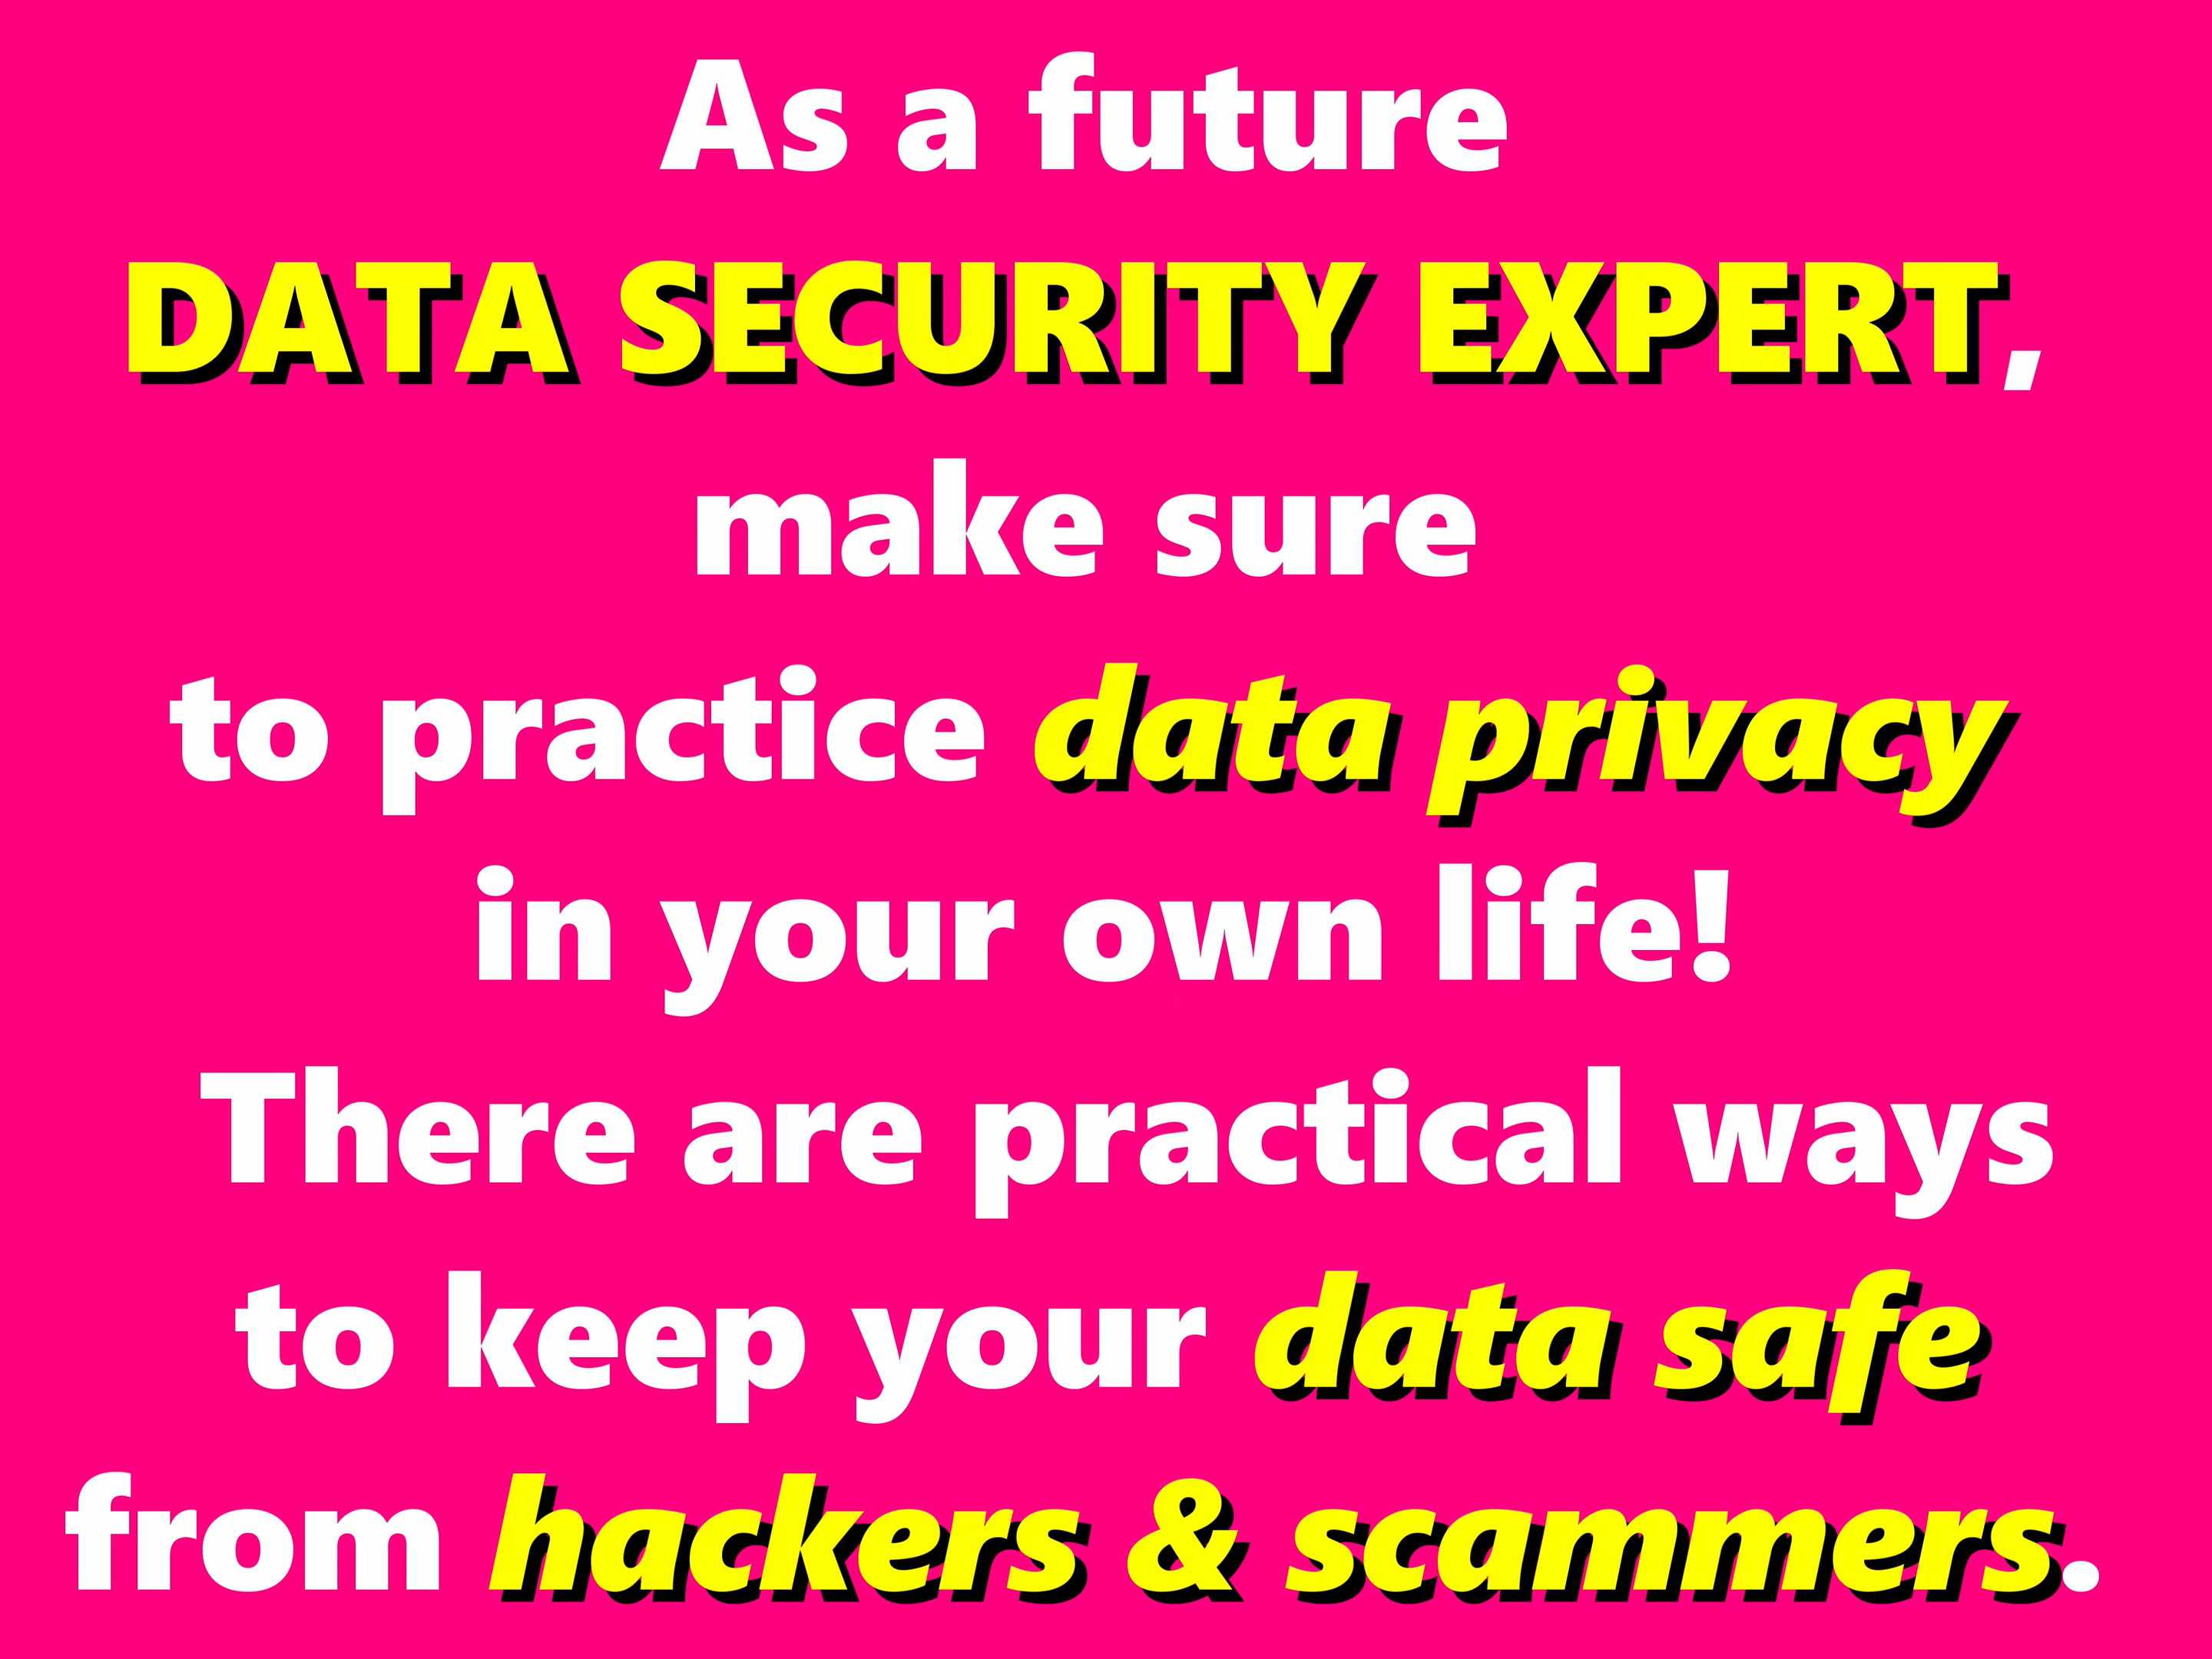 As a future
DATA SECURITY EXPERT,
make sure
to practice data privacy
in your own life!
There are practical ways
to keep your data safe
from hackers & scammers.